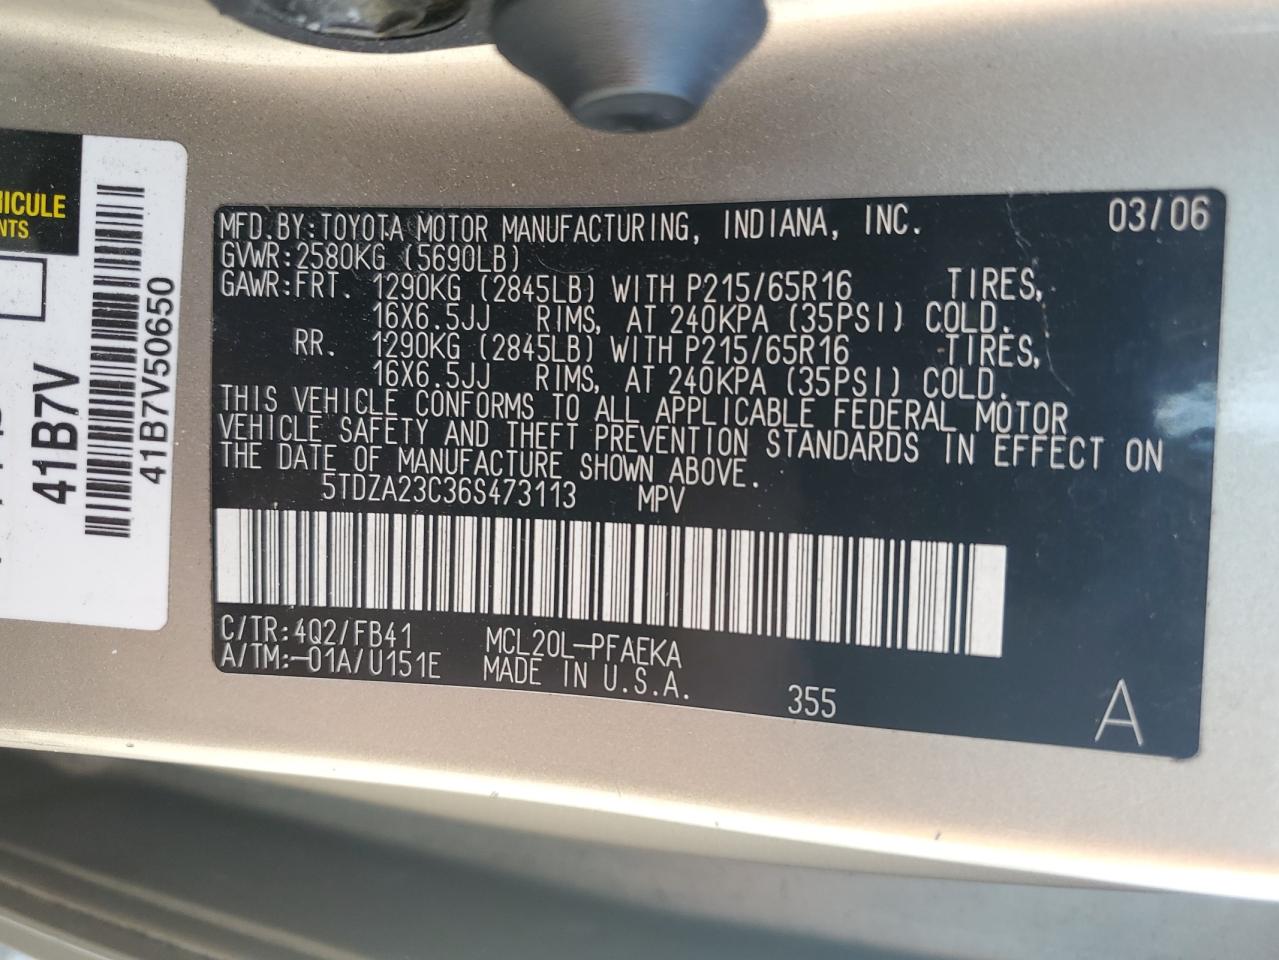 HICULE
NTS
41B7V
41B7V50650
MFD.BY:TOYOTA MOTOR MANUFACTURING, INDIANA, INC. 03/06
GVWR:2580KG (5690LB)
GAWR:FRT. 1290KG (2845LB) WITH P215/65R16 TIRES,
16X6.5JJ RIMS, AT 240KPA (35PSI) COLD.
RR. 1290KG (2845LB) WITH P215/65R16 TIRES,
16X6.5JJ RIMS, AT 240KPA (35PSI) COLD.
THIS VEHICLE CONFORMS TO ALL APPLICABLE FEDERAL MOTOR
VEHICLE SAFETY AND THEFT PREVENTION STANDARDS IN EFFECT ON
THE DATE OF MANUFACTURE SHOWN ABOVE.
5TDZA23C36S473113 MPV
C/TR:4Q2/FB41 MCL20L-PFAEKA
A/TM:-01A/U151E MADE IN U.S.A.
355
A